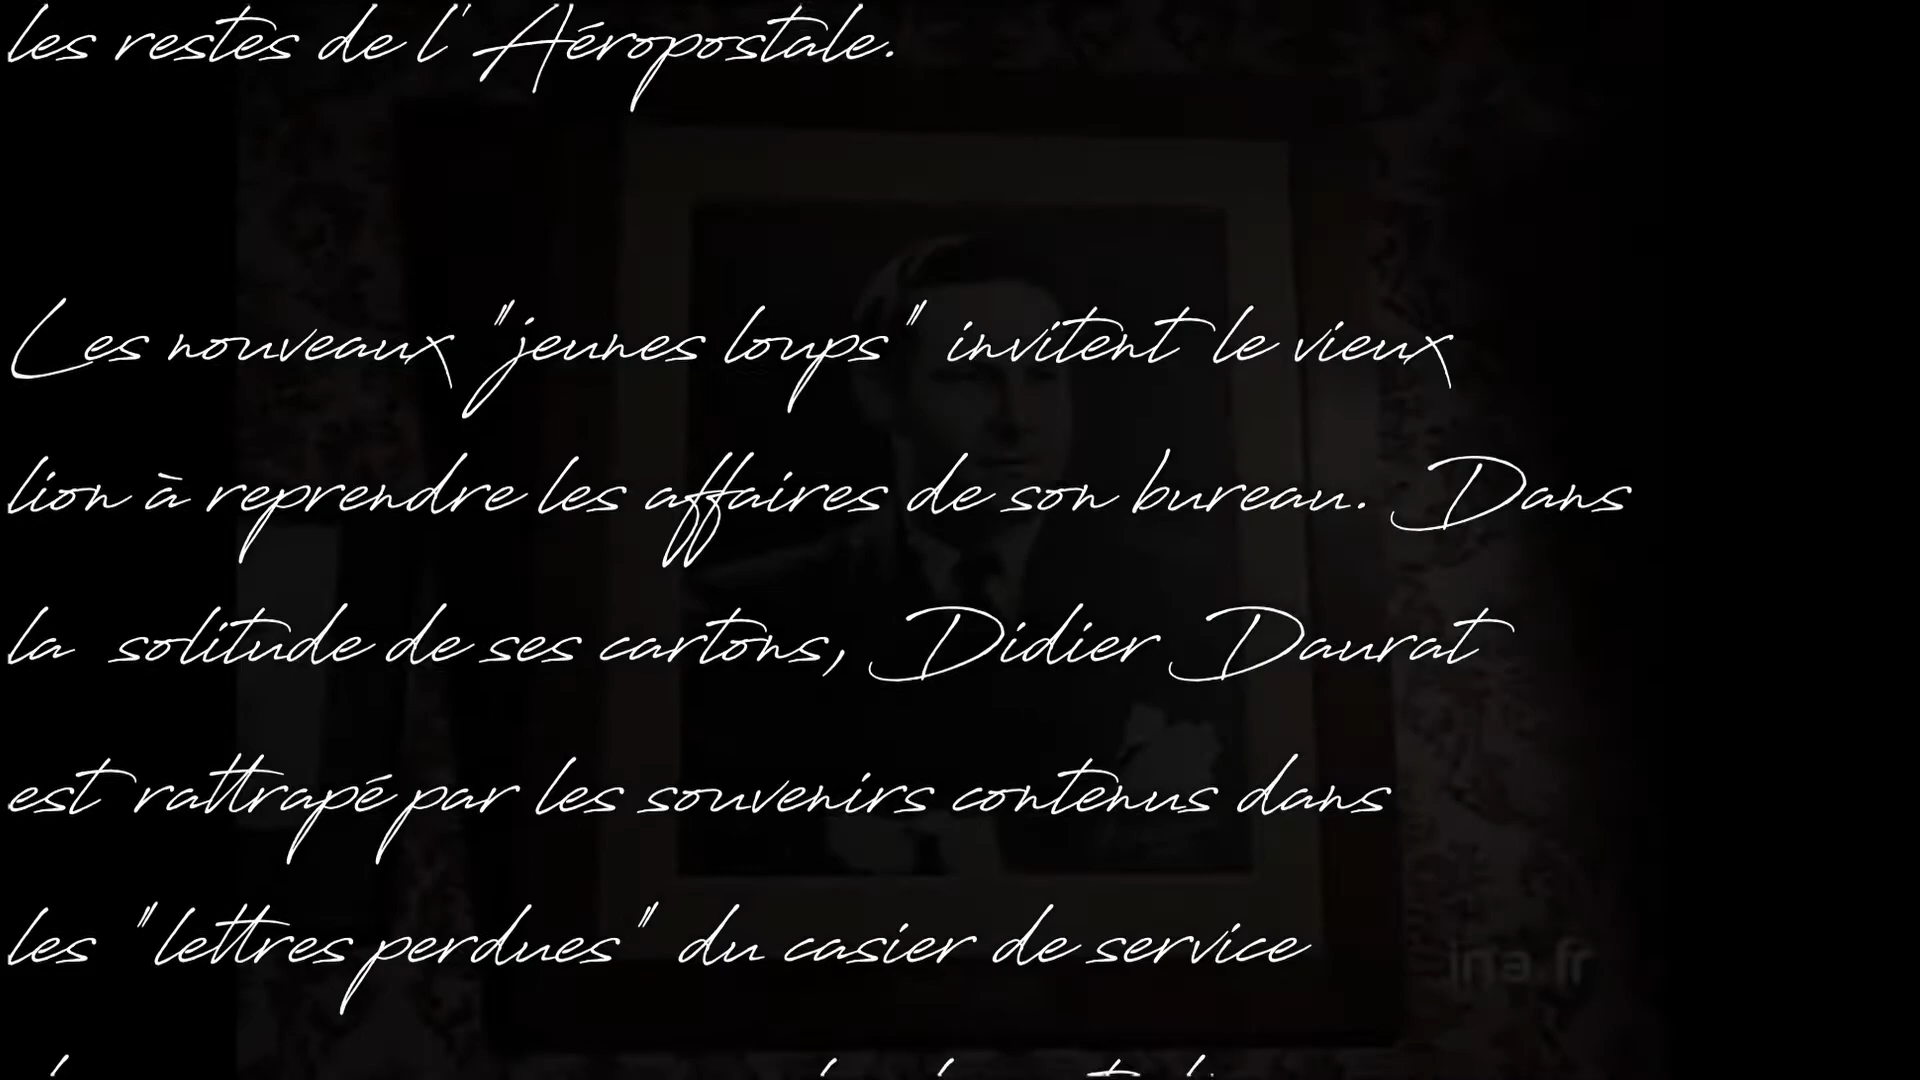 les restes de l'Aéropostale.
Les nouveaux "jeunes loups" invitent le vieux
lion à reprendre les affaires de son bureau. Dans
la solitude de ses cartons, Didier Daurat
est rattrapé par les souvenirs contenus dans
les "lettres perdues" du casier de service
ina.fr